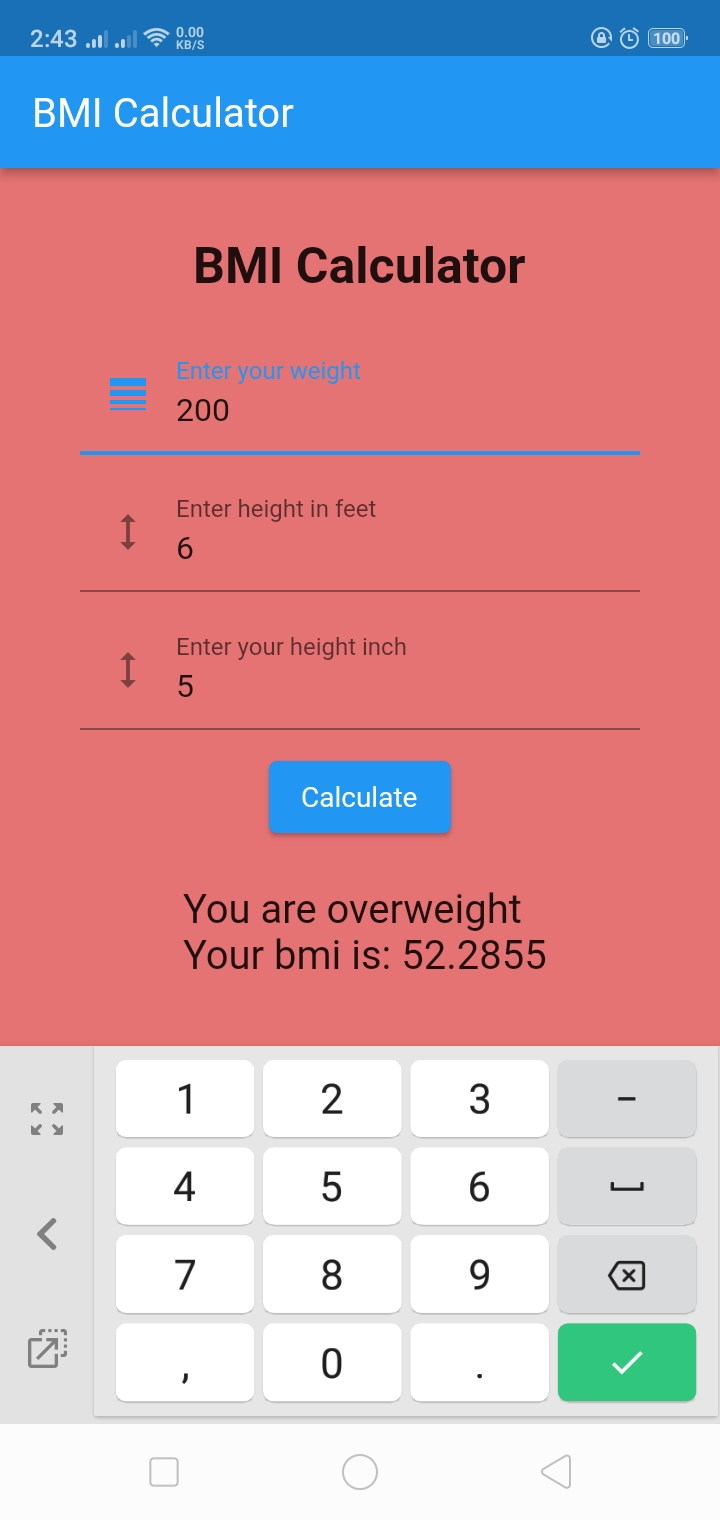 2:43 0.00 KB/S 100
BMI Calculator
BMI Calculator
Enter your weight
200
Enter height in feet
6
Enter your height inch
5
Calculate
You are overweight
Your bmi is: 52.2855
1 2 3 –
4 5 6
7 8 9
, 0 .